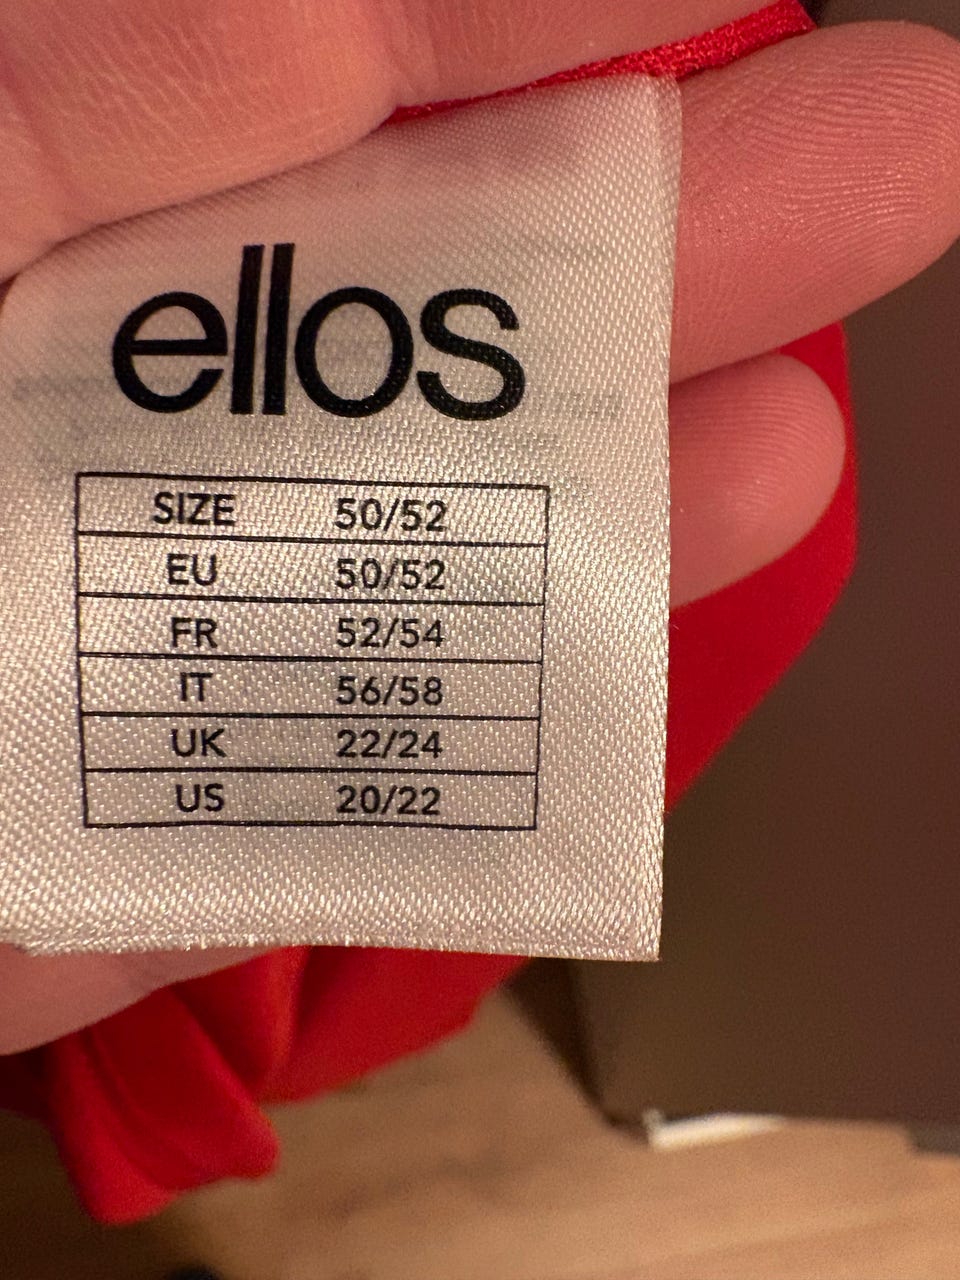 ellos
SIZE 50/52
EU 50/52
FR 52/54
IT 56/58
UK 22/24
US 20/22